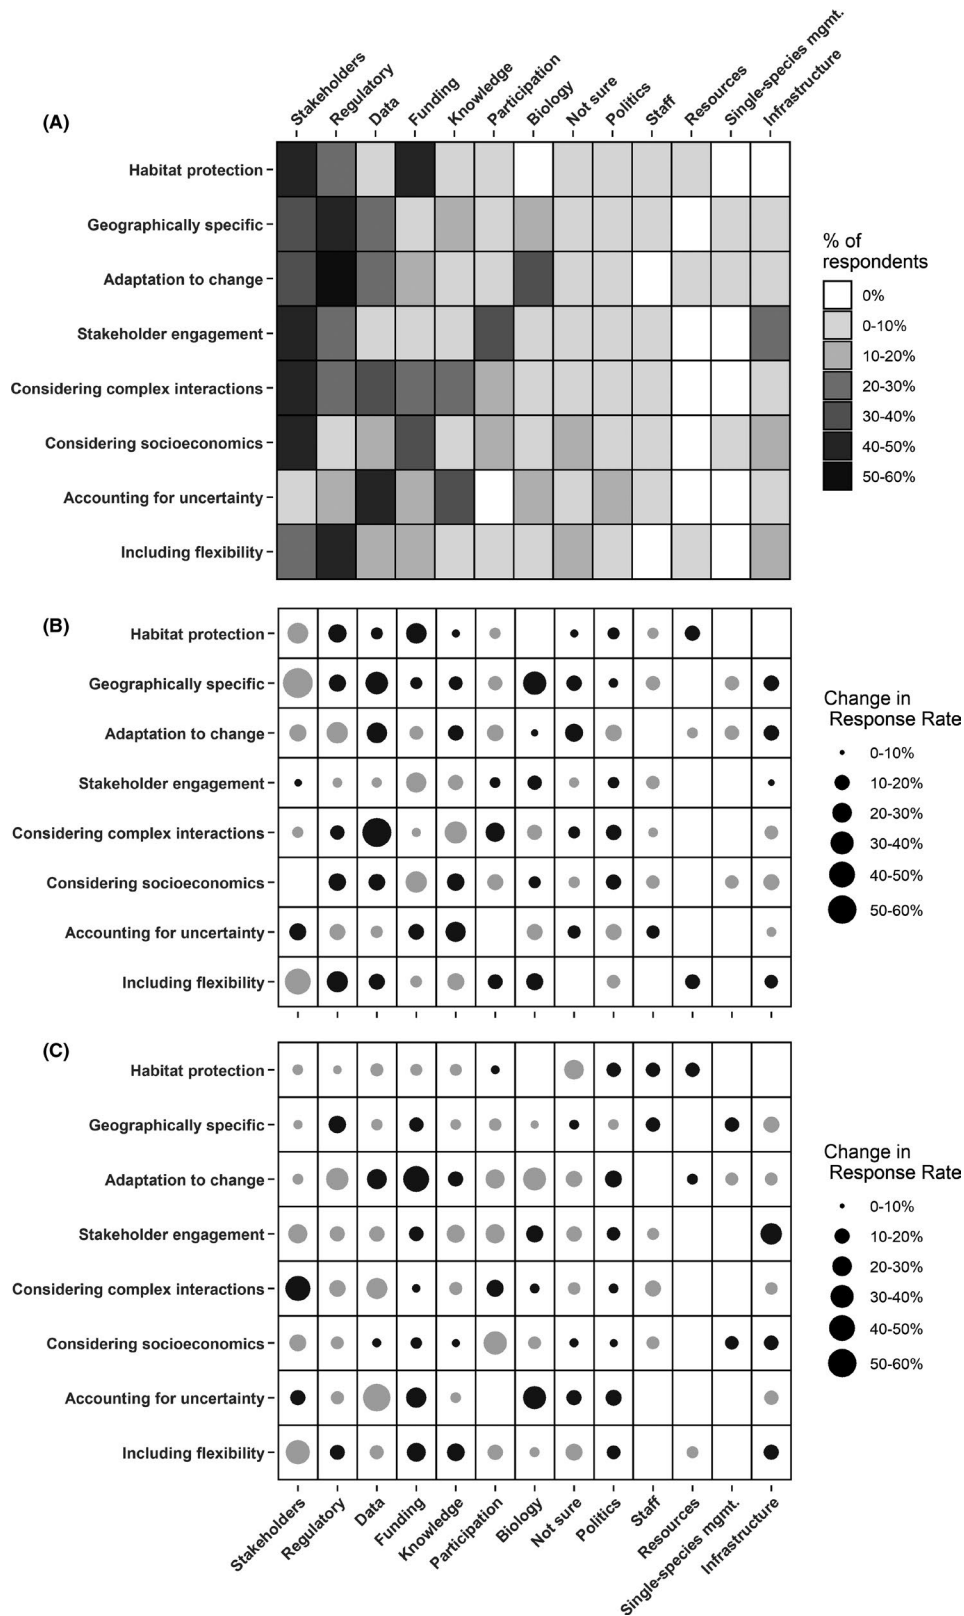 Stakeholders
Regulatory
Data
Funding
Knowledge
Participation
Biology
Not sure
Politics
Staff
Resources
Single-species mgmt.
Infrastructure
(A)
Habitat protection
Geographically specific
Adaptation to change
Stakeholder engagement
Considering complex interactions
Considering socioeconomics
Accounting for uncertainty
Including flexibility
% of
respondents
0%
0-10%
10-20%
20-30%
30-40%
40-50%
50-60%
(B)
Habitat protection
Geographically specific
Adaptation to change
Stakeholder engagement
Considering complex interactions
Considering socioeconomics
Accounting for uncertainty
Including flexibility
Change in
Response Rate
0-10%
10-20%
20-30%
30-40%
40-50%
50-60%
(C)
Habitat protection
Geographically specific
Adaptation to change
Stakeholder engagement
Considering complex interactions
Considering socioeconomics
Accounting for uncertainty
Including flexibility
Change in
Response Rate
0-10%
10-20%
20-30%
30-40%
40-50%
50-60%
Stakeholders
Regulatory
Data
Funding
Knowledge
Participation
Biology
Not sure
Politics
Staff
Resources
Single-species mgmt.
Infrastructure